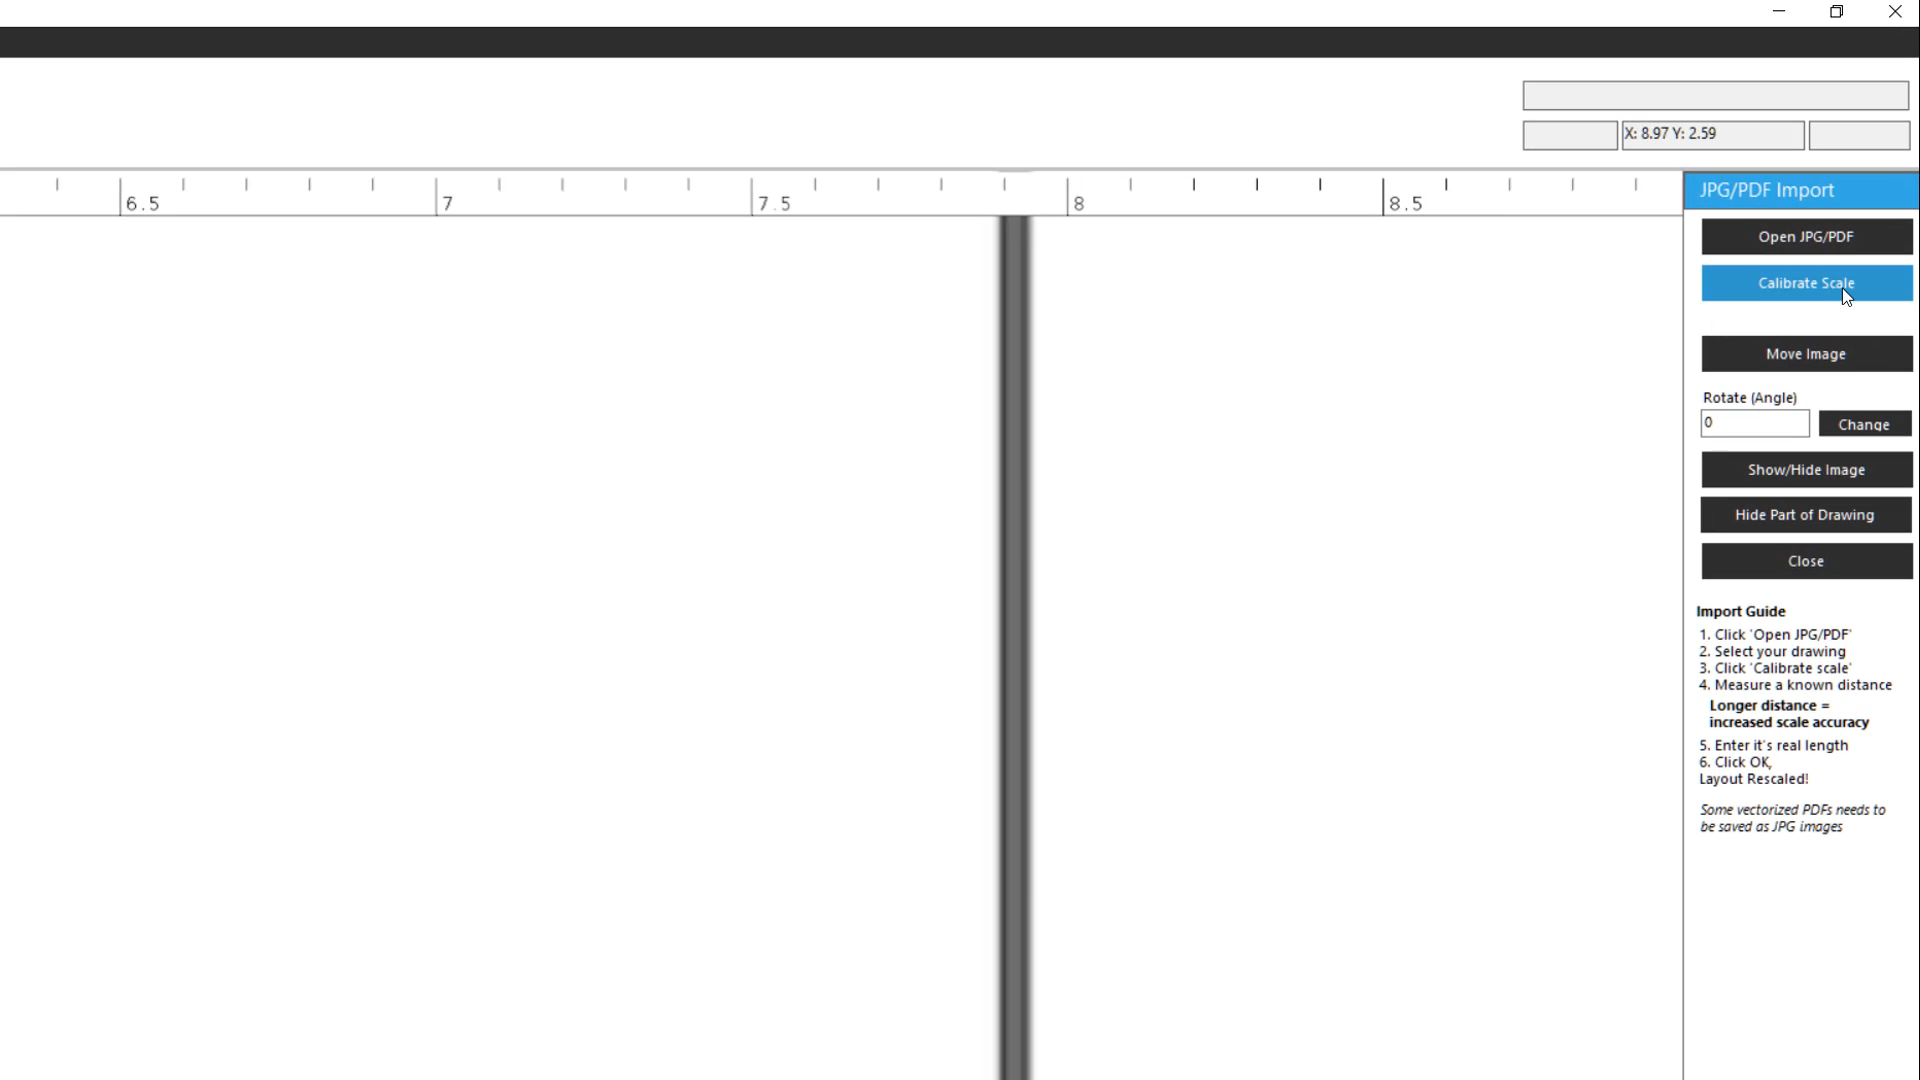 X: 8.97 Y: 2.59
6.5
7
7.5
8
8.5
JPG/PDF Import
Open JPG/PDF
Calibrate Scale
Move Image
Rotate (Angle)
0
Change
Show/Hide Image
Hide Part of Drawing
Close
Import Guide
1. Click 'Open JPG/PDF'
2. Select your drawing
3. Click 'Calibrate scale'
4. Measure a known distance
Longer distance =
increased scale accuracy
5. Enter it's real length
6. Click OK,
Layout Rescaled!
Some vectorized PDFs needs to
be saved as JPG images